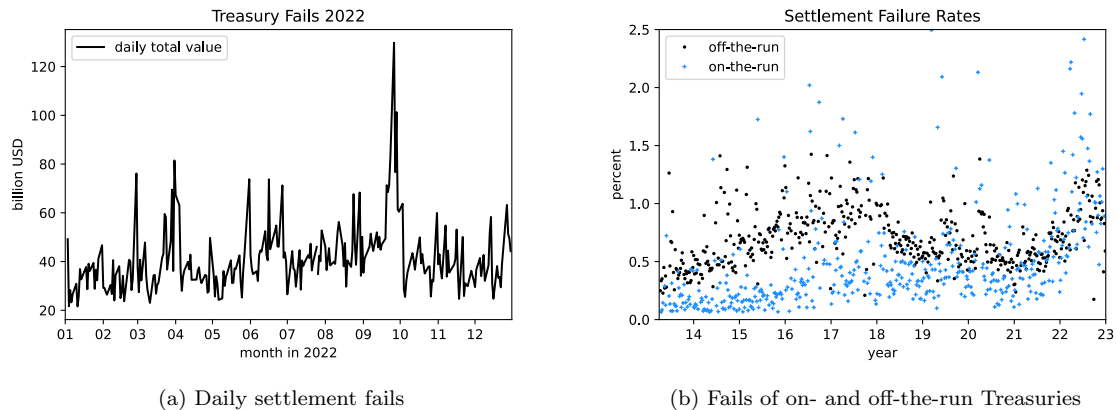 Treasury Fails 2022
daily total value
120
100
80
60
40
20
billion USD
01 02 03 04 05 06 07 08 09 10 11 12
month in 2022
(a) Daily settlement fails
Settlement Failure Rates
off-the-run
on-the-run
2.5
2.0
1.5
1.0
0.5
0.0
percent
14 15 16 17 18 19 20 21 22 23
year
(b) Fails of on- and off-the-run Treasuries